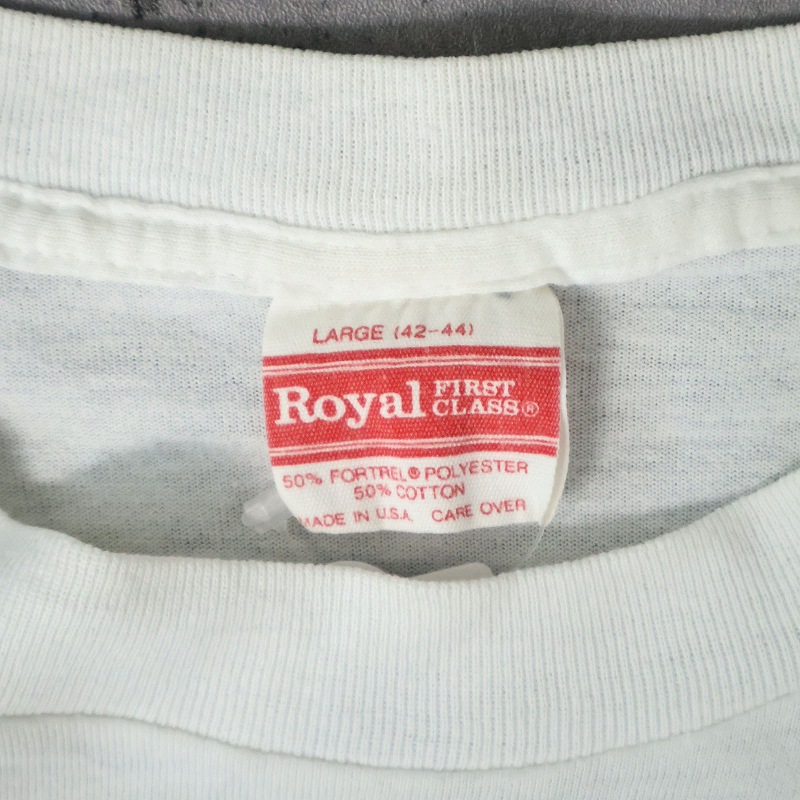 LARGE (42-44)
Royal FIRST CLASS®
50% FORTREL® POLYESTER
50% COTTON
MADE IN U.S.A. CARE OVER